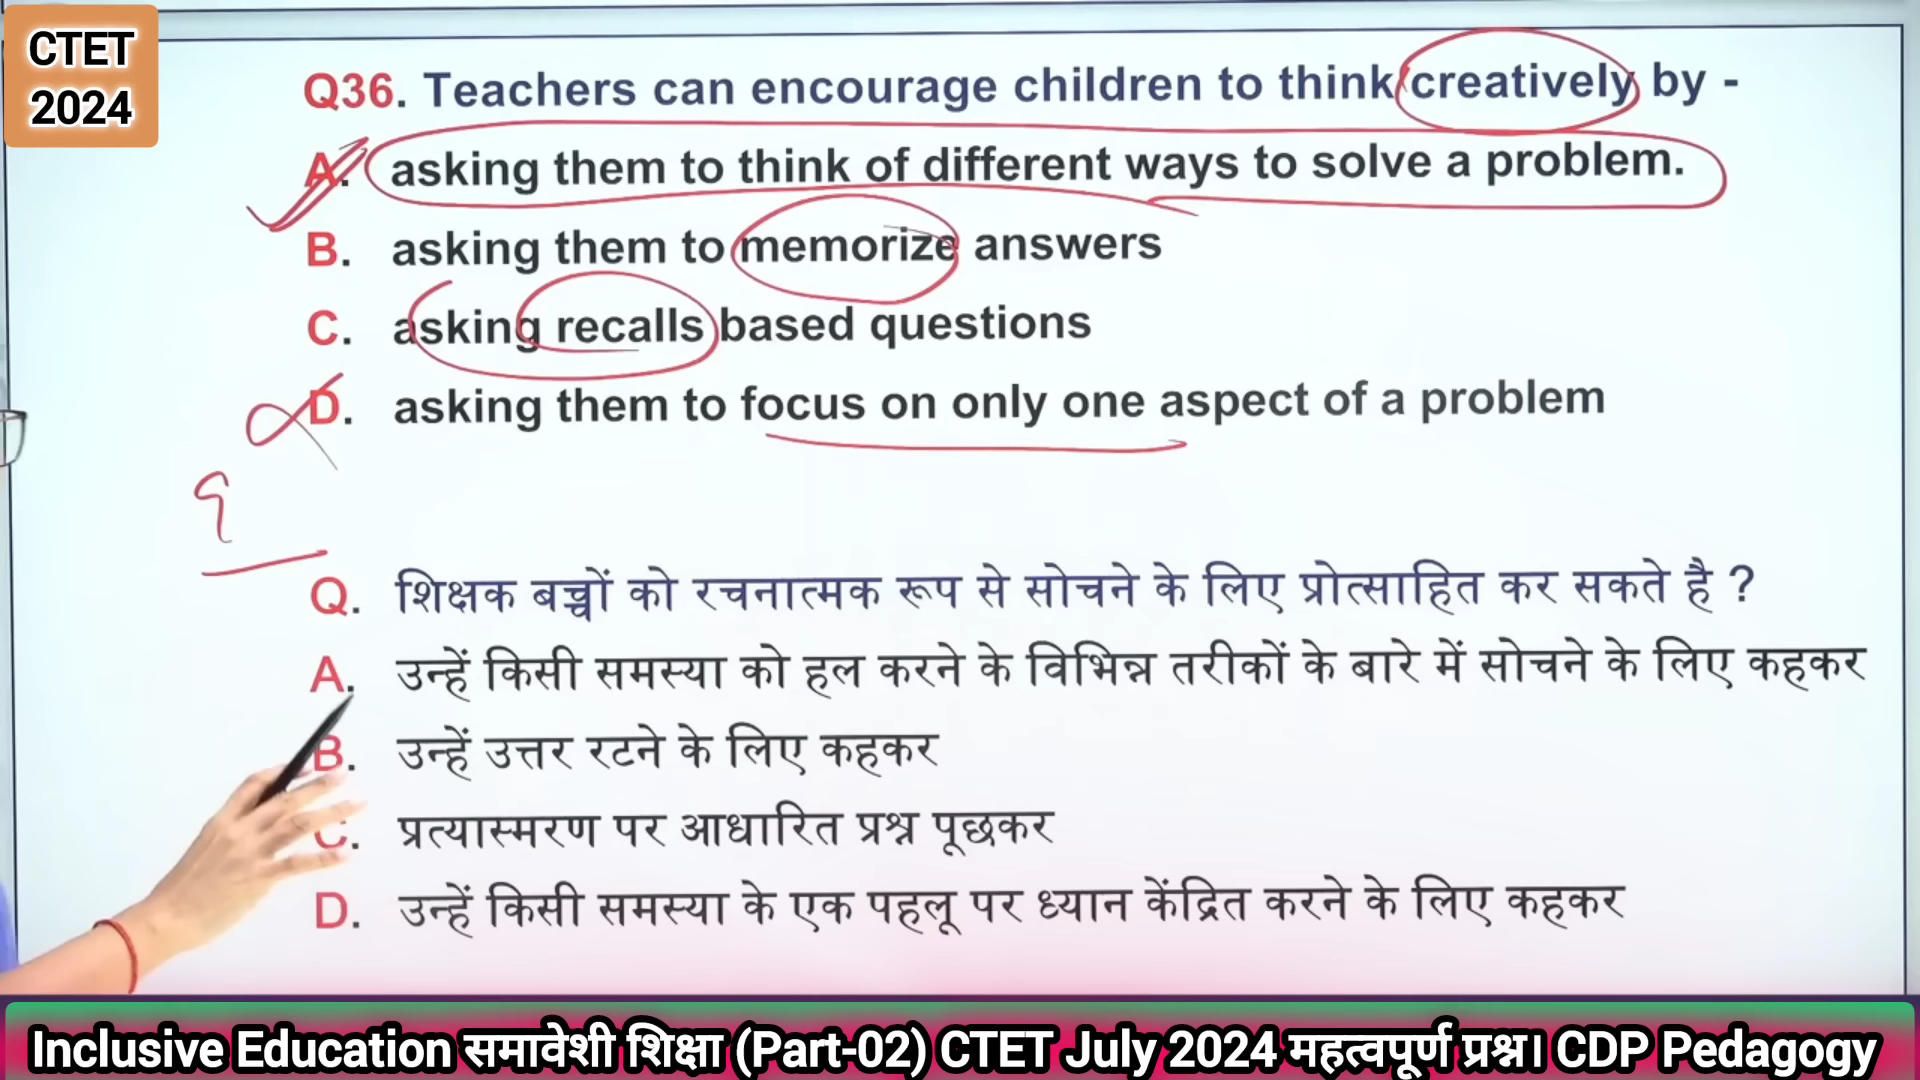 CTET
2024
Q36. Teachers can encourage children to think creatively by -
A. asking them to think of different ways to solve a problem.
B. asking them to memorize answers
C. asking recalls based questions
D. asking them to focus on only one aspect of a problem
Q. शिक्षक बच्चों को रचनात्मक रूप से सोचने के लिए प्रोत्साहित कर सकते है ?
A. उन्हें किसी समस्या को हल करने के विभिन्न तरीकों के बारे में सोचने के लिए कहकर
B. उन्हें उत्तर रटने के लिए कहकर
C. प्रत्यास्मरण पर आधारित प्रश्न पूछकर
D. उन्हें किसी समस्या के एक पहलू पर ध्यान केंद्रित करने के लिए कहकर
Inclusive Education समावेशी शिक्षा (Part-02) CTET July 2024 महत्वपूर्ण प्रश्न। CDP Pedagogy